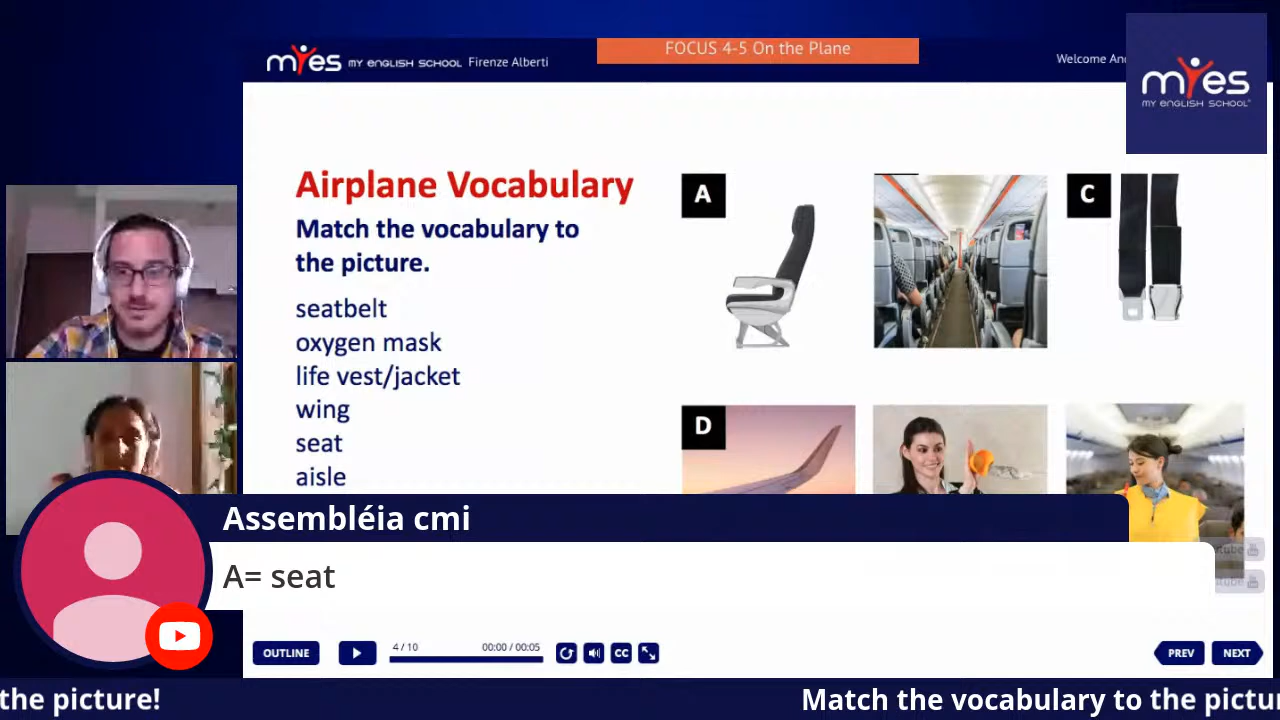 FOCUS 4-5 On the Plane
myes MY ENGLISH SCHOOL Firenze Alberti
Welcome
myes
MY ENGLISH SCHOOL
Airplane Vocabulary
Match the vocabulary to
the picture.
seatbelt
oxygen mask
life vest/jacket
wing
seat
aisle
A
C
D
Assembléia cmi
A= seat
OUTLINE
4 / 10
00:00 / 00:05
CC
PREV
NEXT
the picture!
Match the vocabulary to the pictu